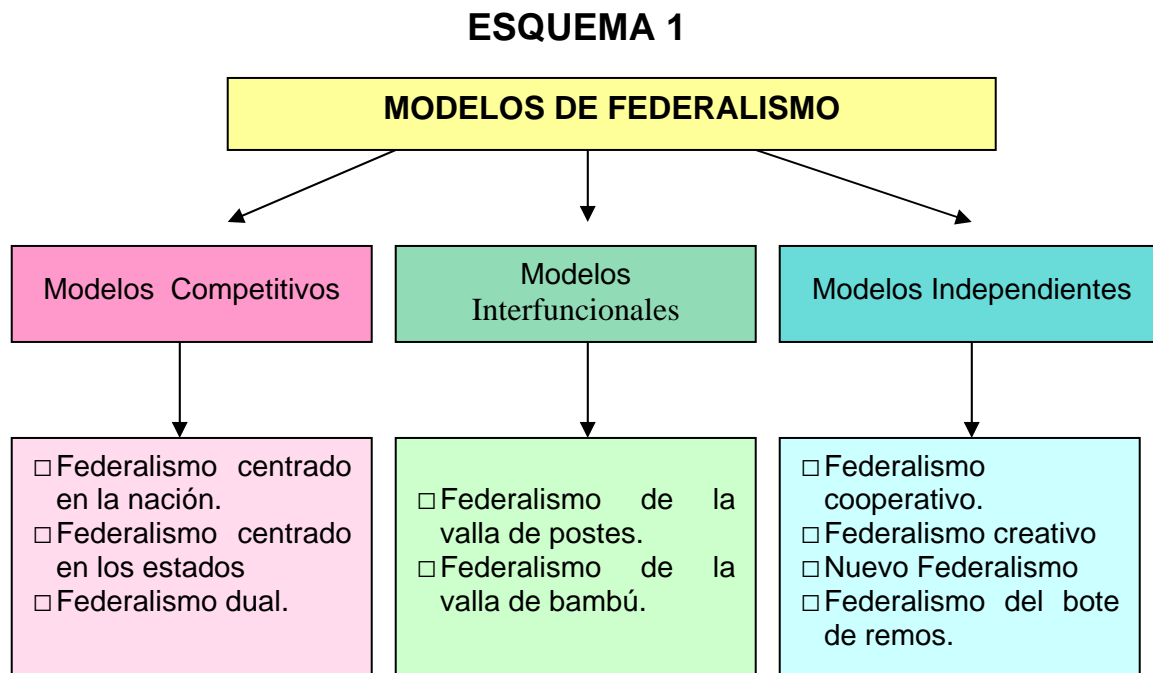 ESQUEMA 1
MODELOS DE FEDERALISMO
Modelos Competitivos
Modelos
Interfuncionales
Modelos Independientes
□ Federalismo centrado
en la nación.
□ Federalismo centrado
en los estados
□ Federalismo dual.
□ Federalismo de la
valla de postes.
□ Federalismo de la
valla de bambú.
□ Federalismo
cooperativo.
□ Federalismo creativo
□ Nuevo Federalismo
□ Federalismo del bote
de remos.